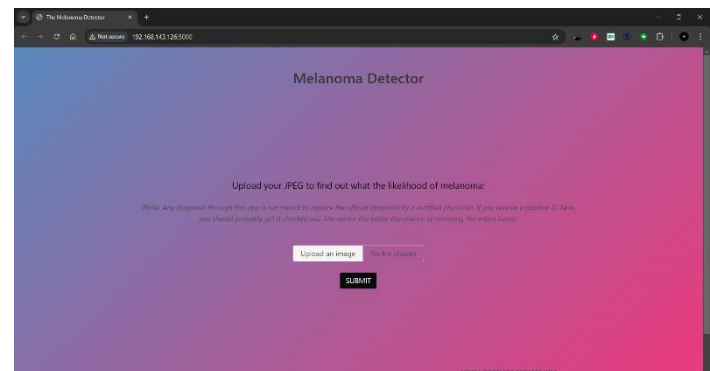 The Melanoma Detector
Not secure 192.168.143.126:5000
Melanoma Detector
Upload your JPEG to find out what the likelihood of melanoma:
(Note: Any diagnosis through this app is not meant to replace the official diagnosis by a certified physician. If you receive a positive it's here,
you should probably get it checked out. The earlier the better the chance of removing the entire tumor.
Upload an image No file chosen
SUBMIT